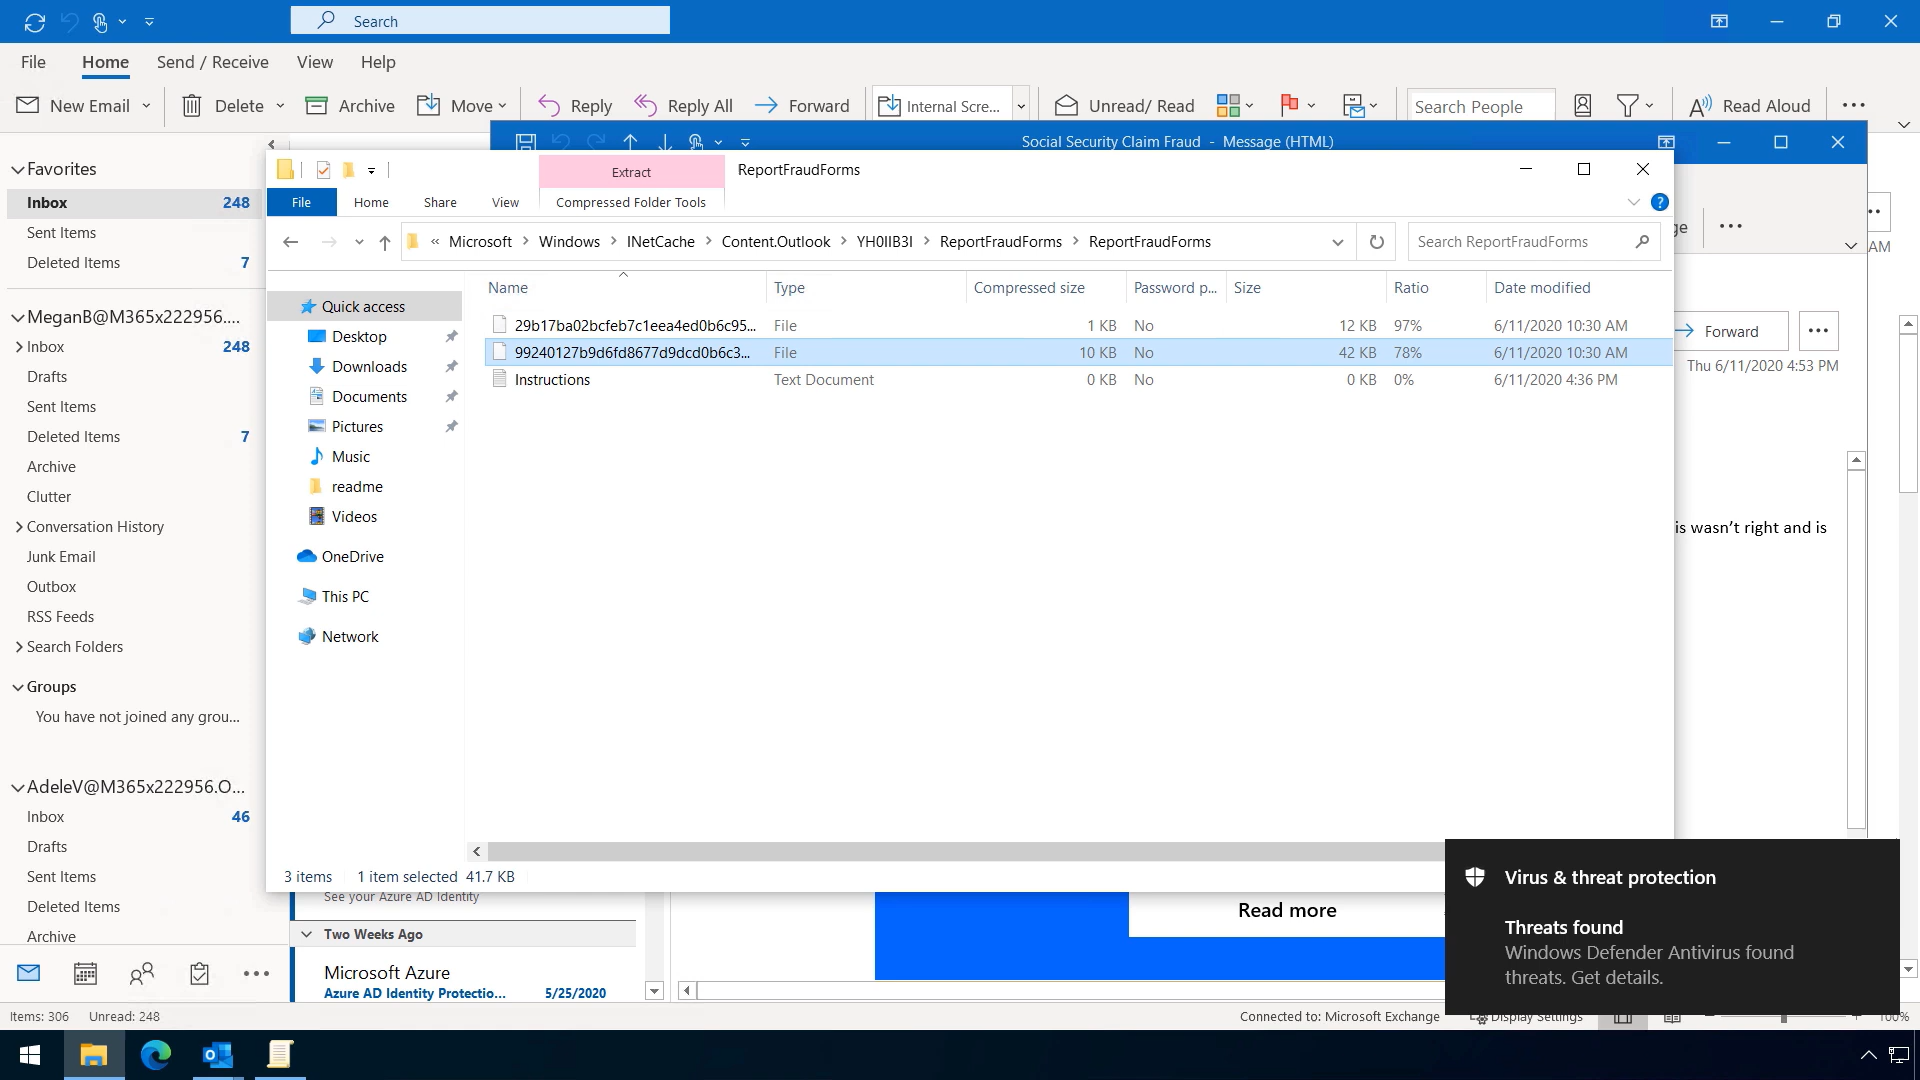 Search
File
Home
Send / Receive
View
Help
New Email
Delete
Archive
Move
Reply
Reply All
Forward
Internal Scre...
Unread/ Read
Search People
Read Aloud
Social Security Claim Fraud - Message (HTML)
Favorites
Inbox 248
Sent Items
Deleted Items 7
MeganB@M365x222956....
Inbox 248
Drafts
Sent Items
Deleted Items 7
Archive
Clutter
Conversation History
Junk Email
Outbox
RSS Feeds
Search Folders
Groups
You have not joined any grou...
AdeleV@M365x222956.O...
Inbox 46
Drafts
Sent Items
Deleted Items
Archive
Extract
ReportFraudForms
File
Home
Share
View
Compressed Folder Tools
« Microsoft > Windows > INetCache > Content.Outlook > YH0IIB3I > ReportFraudForms > ReportFraudForms
Search ReportFraudForms
Name Type Compressed size Password p... Size Ratio Date modified
29b17ba02bcfeb7c1eea4ed0b6c95... File 1 KB No 12 KB 97% 6/11/2020 10:30 AM
99240127b9d6fd8677d9dcd0b6c3... File 10 KB No 42 KB 78% 6/11/2020 10:30 AM
Instructions Text Document 0 KB No 0 KB 0% 6/11/2020 4:36 PM
Quick access
Desktop
Downloads
Documents
Pictures
Music
readme
Videos
OneDrive
This PC
Network
3 items 1 item selected 41.7 KB
ge
AM
Forward
Thu 6/11/2020 4:53 PM
is wasn't right and is
See your Azure AD Identity
Two Weeks Ago
Microsoft Azure
Azure AD Identity Protectio... 5/25/2020
Read more
Virus & threat protection
Threats found
Windows Defender Antivirus found
threats. Get details.
Items: 306 Unread: 248
Connected to: Microsoft Exchange
Display Settings
100%